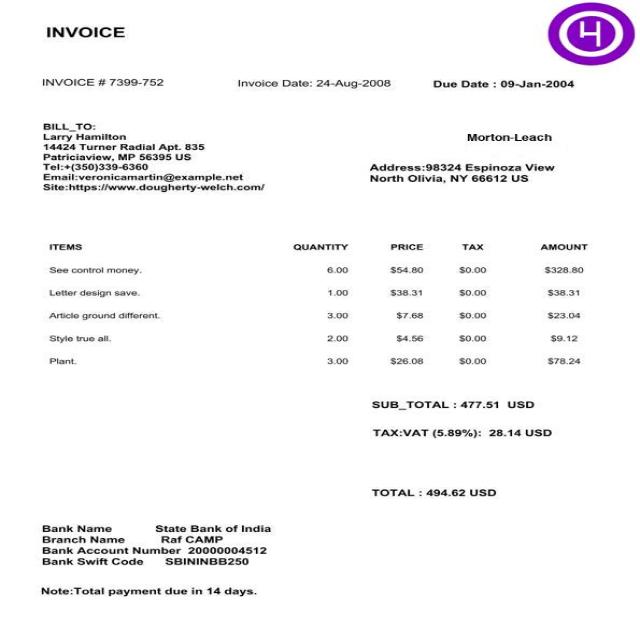 INVOICE
INVOICE # 7399-752 Invoice Date: 24-Aug-2008 Due Date : 09-Jan-2004
BILL_TO:
Larry Hamilton
14424 Turner Radial Apt. 835
Patriciaview, MP 56395 US
Tel:+(350)339-6360
Email:veronicamartin@example.net
Site:https://www.dougherty-welch.com/
Morton-Leach
Address:98324 Espinoza View
North Olivia, NY 66612 US
ITEMS QUANTITY PRICE TAX AMOUNT
See control money. 6.00 $54.80 $0.00 $328.80
Letter design save. 1.00 $38.31 $0.00 $38.31
Article ground different. 3.00 $7.68 $0.00 $23.04
Style true all. 2.00 $4.56 $0.00 $9.12
Plant. 3.00 $26.08 $0.00 $78.24
SUB_TOTAL : 477.51 USD
TAX:VAT (5.89%): 28.14 USD
TOTAL : 494.62 USD
Bank Name State Bank of India
Branch Name Raf CAMP
Bank Account Number 20000004512
Bank Swift Code SBININBB250
Note:Total payment due in 14 days.